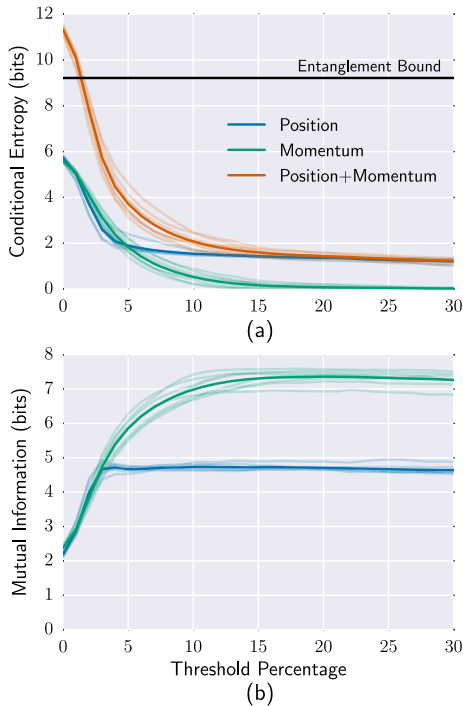 12
10
8
6
4
2
0
Conditional Entropy (bits)
Entanglement Bound
Position
Momentum
Position+Momentum
0 5 10 15 20 25 30
(a)
8
7
6
5
4
3
2
1
0
Mutual Information (bits)
0 5 10 15 20 25 30
Threshold Percentage
(b)